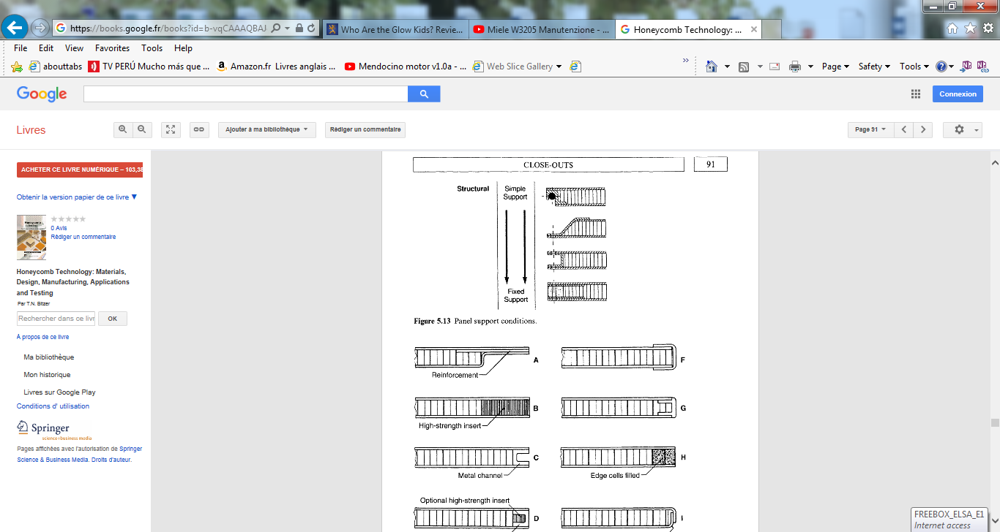 https://books.google.fr/books?id=b-vqCAAAQBAJ
Who Are the Glow Kids? Revie...
Miele W3205 Manutenzione - ...
Honeycomb Technology: ...
File Edit View Favorites Tools Help
abouttabs
TV PERÚ Mucho más que ...
Amazon.fr Livres anglais ...
Mendocino motor v1.0a - ...
Web Slice Gallery
Page Safety Tools
Google
Connexion
Livres
Ajouter à ma bibliothèque
Rédiger un commentaire
Page 91
ACHETER CE LIVRE NUMÉRIQUE – 103,38
Obtenir la version papier de ce livre
0 Avis
Rédiger un commentaire
Honeycomb Technology: Materials,
Design, Manufacturing, Applications
and Testing
Par T.N. Bitzer
Rechercher dans ce livr
OK
À propos de ce livre
Ma bibliothèque
Mon historique
Livres sur Google Play
Conditions d' utilisation
Springer
science+business media
Pages affichées avec l'autorisation de Springer
Science & Business Media. Droits d'auteur.
CLOSE-OUTS
91
Structural
Simple
Support
Fixed
Support
Figure 5.13 Panel support conditions.
A
Reinforcement
F
B
High-strength insert
G
C
Metal channel
H
Edge cells filled
Optional high-strength insert
D
I
FREEBOX_ELSA_E1
Internet access